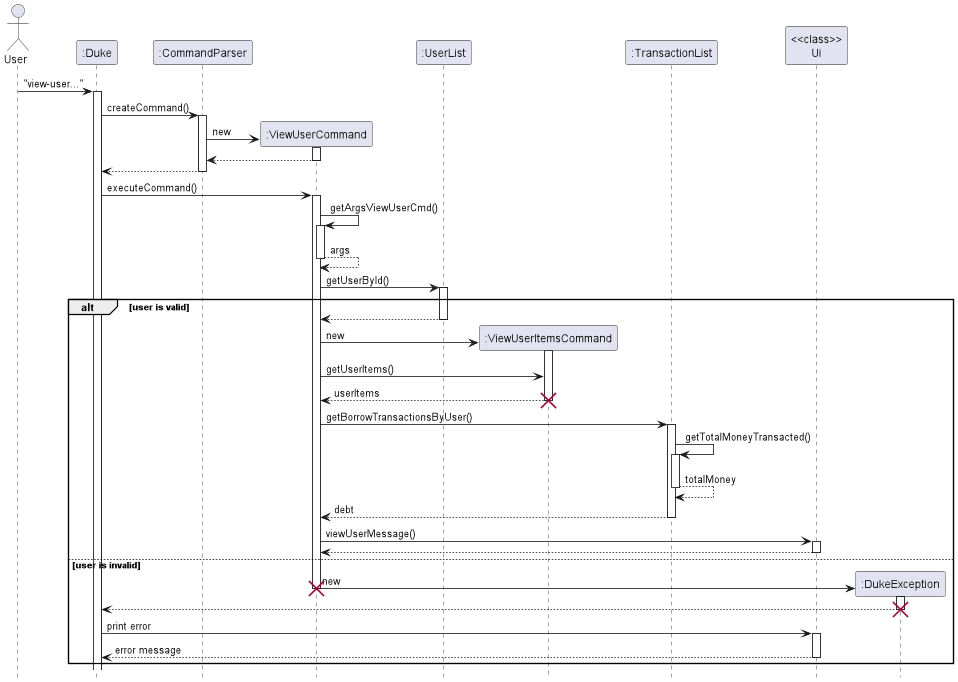 User
:Duke
:CommandParser
:UserList
:TransactionList
<<class>>
Ui
"view-user..."
createCommand()
new
:ViewUserCommand
executeCommand()
getArgsViewUserCmd()
args
getUserById()
alt
[user is valid]
new
:ViewUserItemsCommand
getUserItems()
userItems
getBorrowTransactionsByUser()
getTotalMoneyTransacted()
totalMoney
debt
viewUserMessage()
[user is invalid]
new
:DukeException
print error
error message